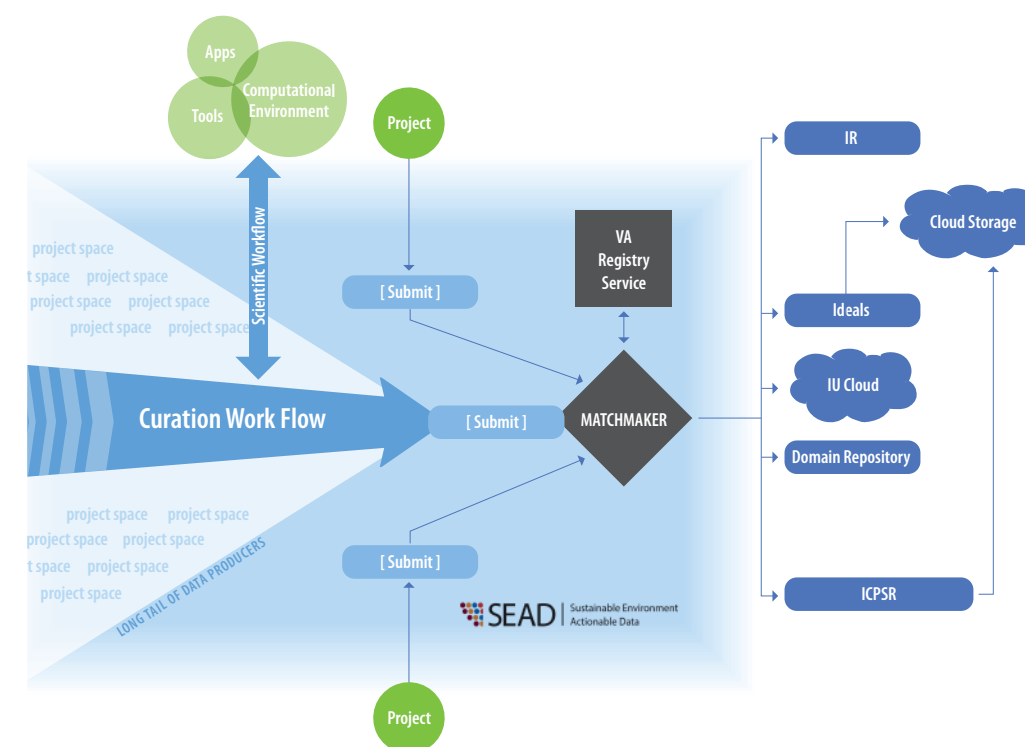 Apps
Computational
Environment
Tools
Project
IR
Cloud Storage
VA
Registry
Service
Scientific Workflow
project space
t space project space
project space project space
project space project space
[ Submit ]
Ideals
IU Cloud
Curation Work Flow
[ Submit ]
MATCHMAKER
Domain Repository
project space project space
project space project space
t space project space
project space
LONG TAIL OF DATA PRODUCERS
[ Submit ]
ICPSR
SEAD
Sustainable Environment
Actionable Data
Project